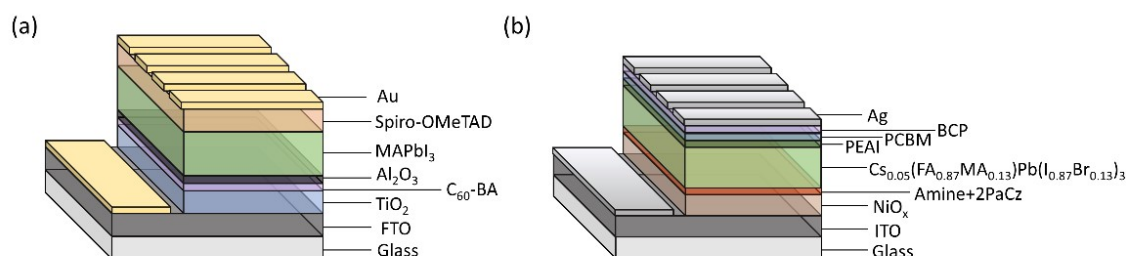 (a)
Au
Spiro-OMeTAD
MAPbI₃
Al₂O₃
C₆₀-BA
TiO₂
FTO
Glass
(b)
Ag
BCP
PCBM
PEAI
Cs₀.₀₅(FA₀.₈₇MA₀.₁₃)Pb(I₀.₈₇Br₀.₁₃)₃
Amine+2PaCz
NiOₓ
ITO
Glass